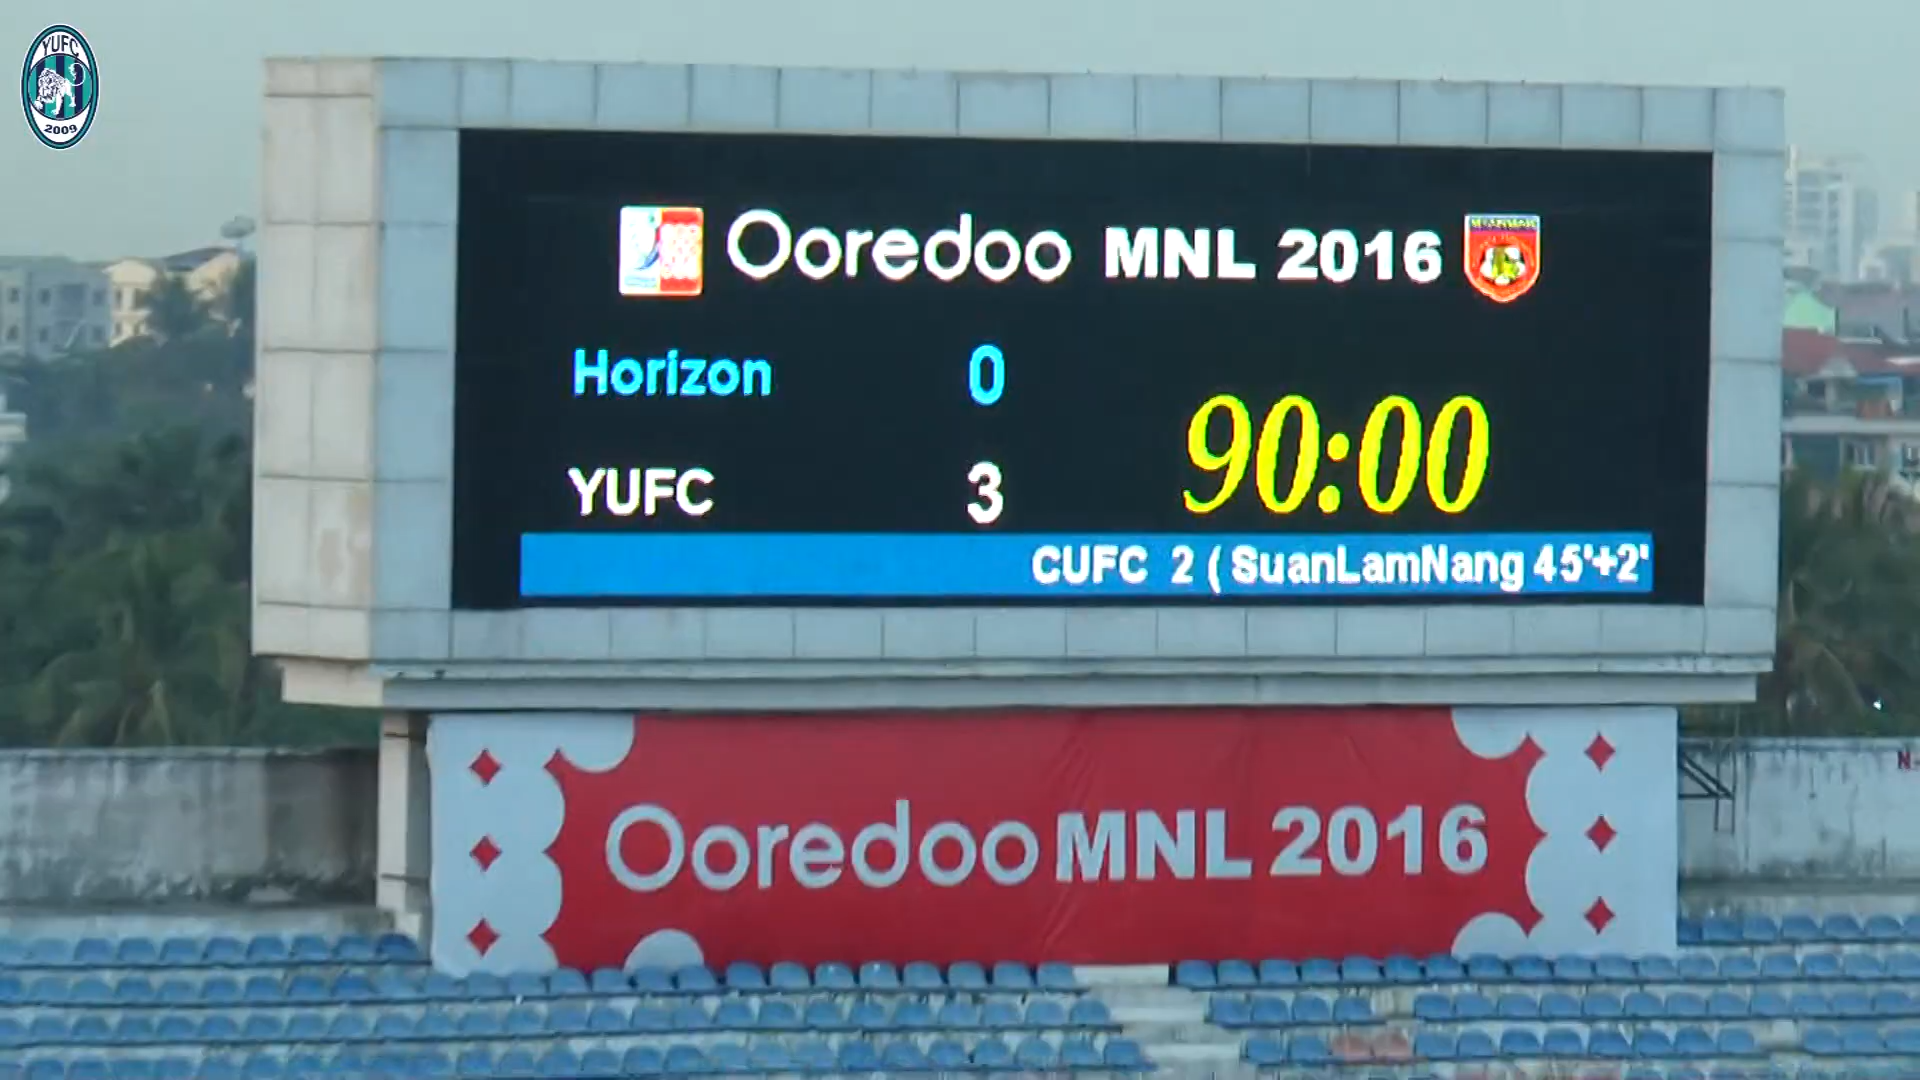 YUFC
2009
Ooredoo MNL 2016
Horizon 0
90:00
YUFC 3
CUFC 2 ( SuanLamNang 45'+2'
Ooredoo MNL 2016